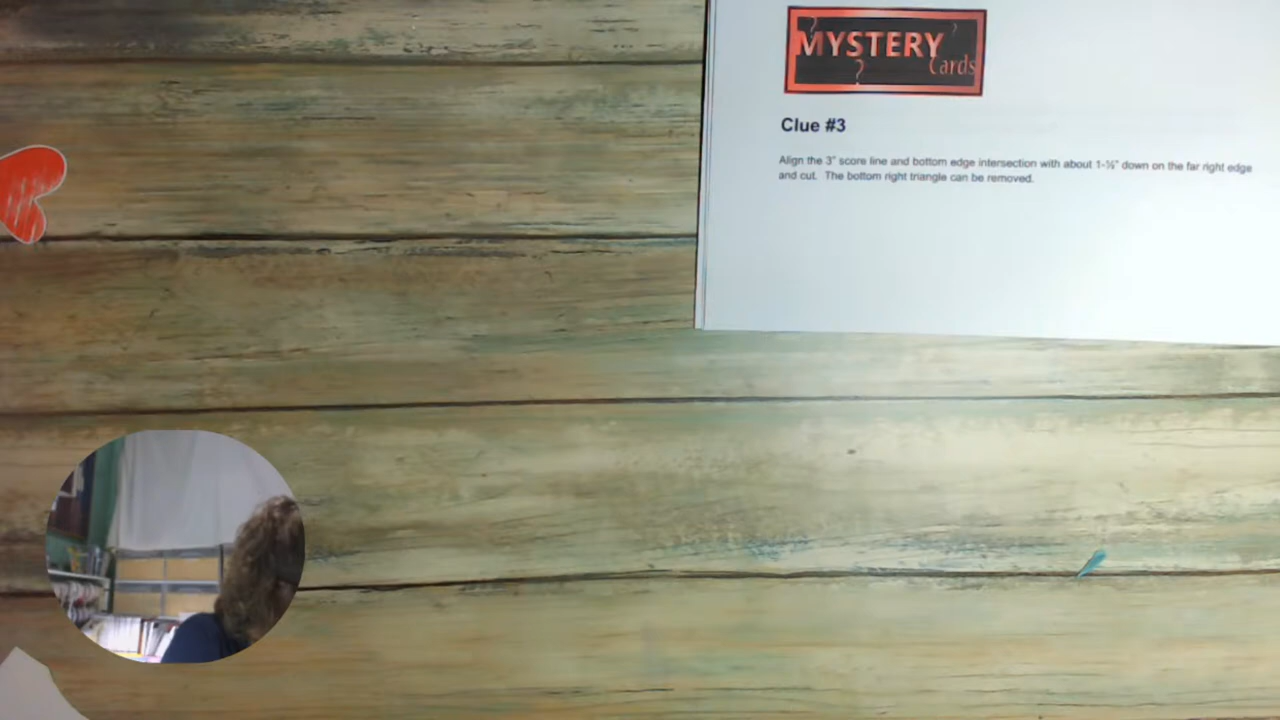 MYSTERY
Cards
Clue #3
Align the 3" score line and bottom edge intersection with about 1-½" down on the far right edge
and cut. The bottom right triangle can be removed.